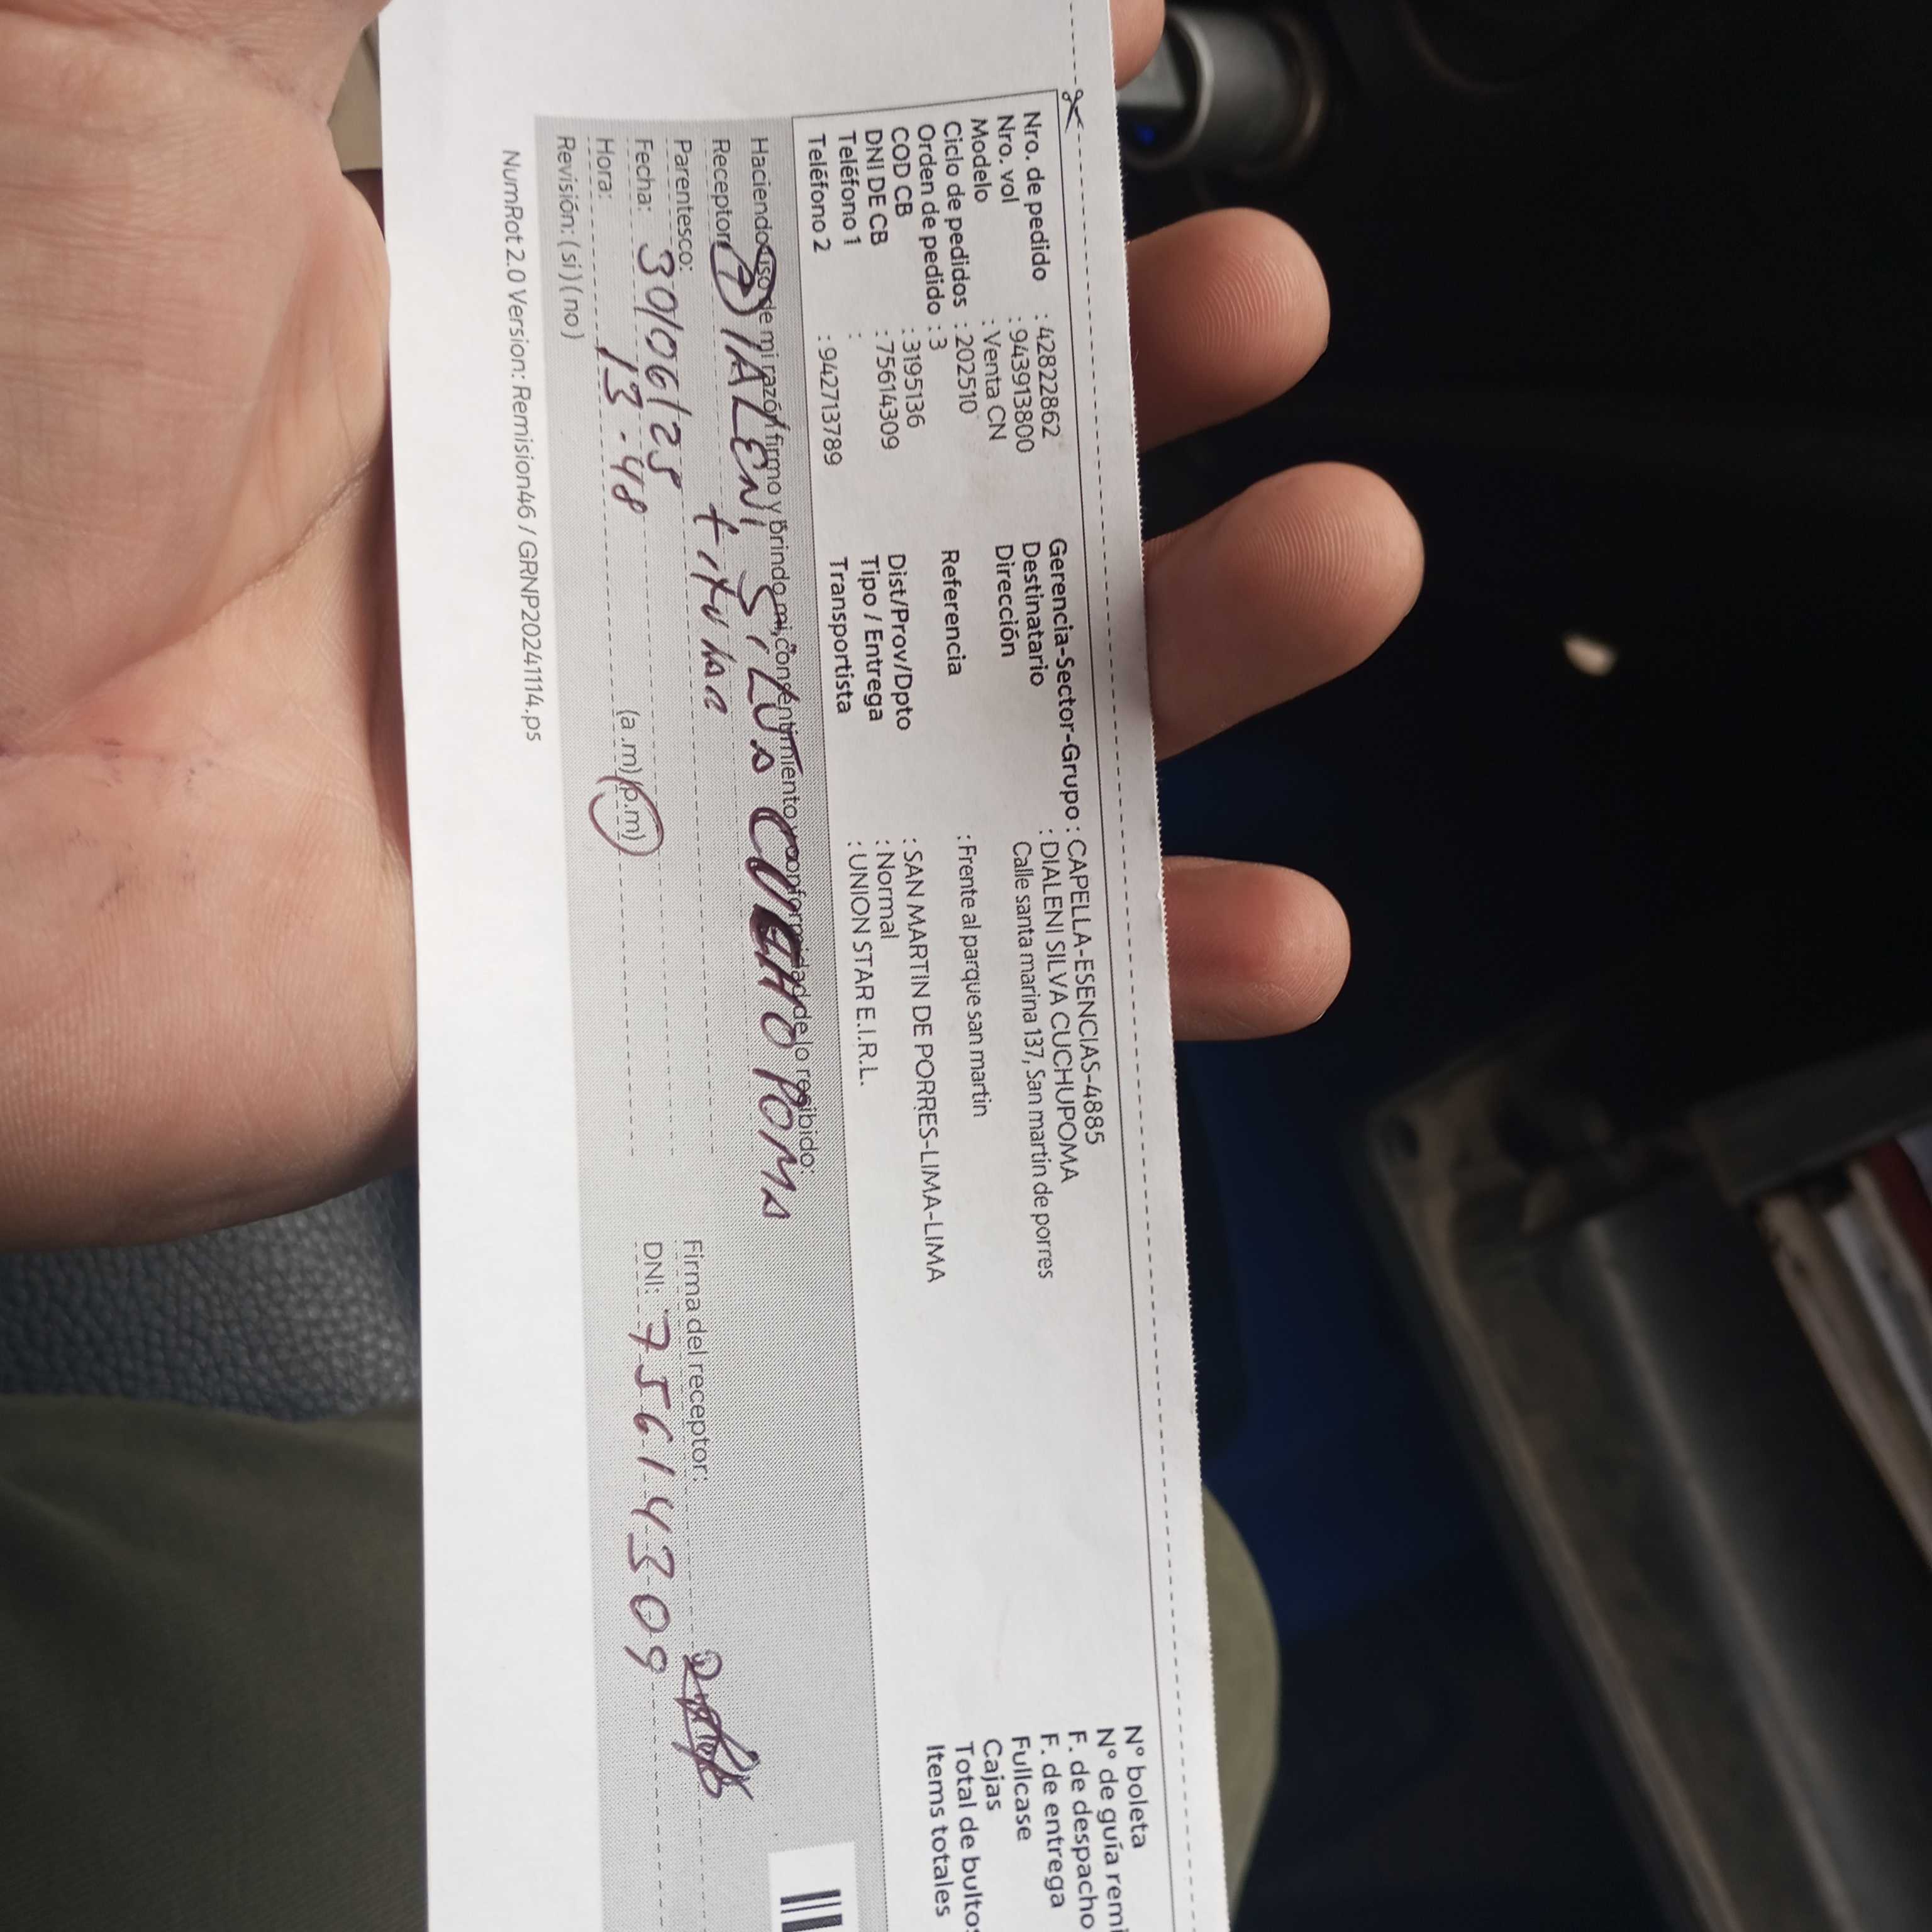 Nro. de pedido : 42822862
Nro. vol : 943913800
Modelo : Venta CN
Ciclo de pedidos : 202510
Orden de pedido : 3
COD CB : 3195136
DNI DE CB : 75614309
Teléfono 1 :
Teléfono 2 : 942713789
Gerencia-Sector-Grupo : CAPELLA-ESENCIAS-4885
Destinatario : DIALENI SILVA CUCHUPOMA
Dirección : Calle santa marina 137, San martin de porres
Referencia : Frente al parque san martin
Dist/Prov/Dpto : SAN MARTIN DE PORRES-LIMA-LIMA
Tipo / Entrega : Normal
Transportista : UNION STAR E.I.R.L.
N° boleta
N° de guía remi
F. de despacho
F. de entrega
Fullcase
Cajas
Total de bultos
Items totales
Haciendo uso de mi razón firmo y brindo mi consentimiento y conformidad de lo recibido:
Receptor: DIALENI SILVA CUCHUPOMA
Parentesco: titular
Fecha: 30/06/25
Hora: 13-48 (a.m) (p.m)
Revisión: ( si ) ( no )
Firma del receptor:
DNI: 75614309
NumRot 2.0 Version: Remision46 / GRNP20241114.ps